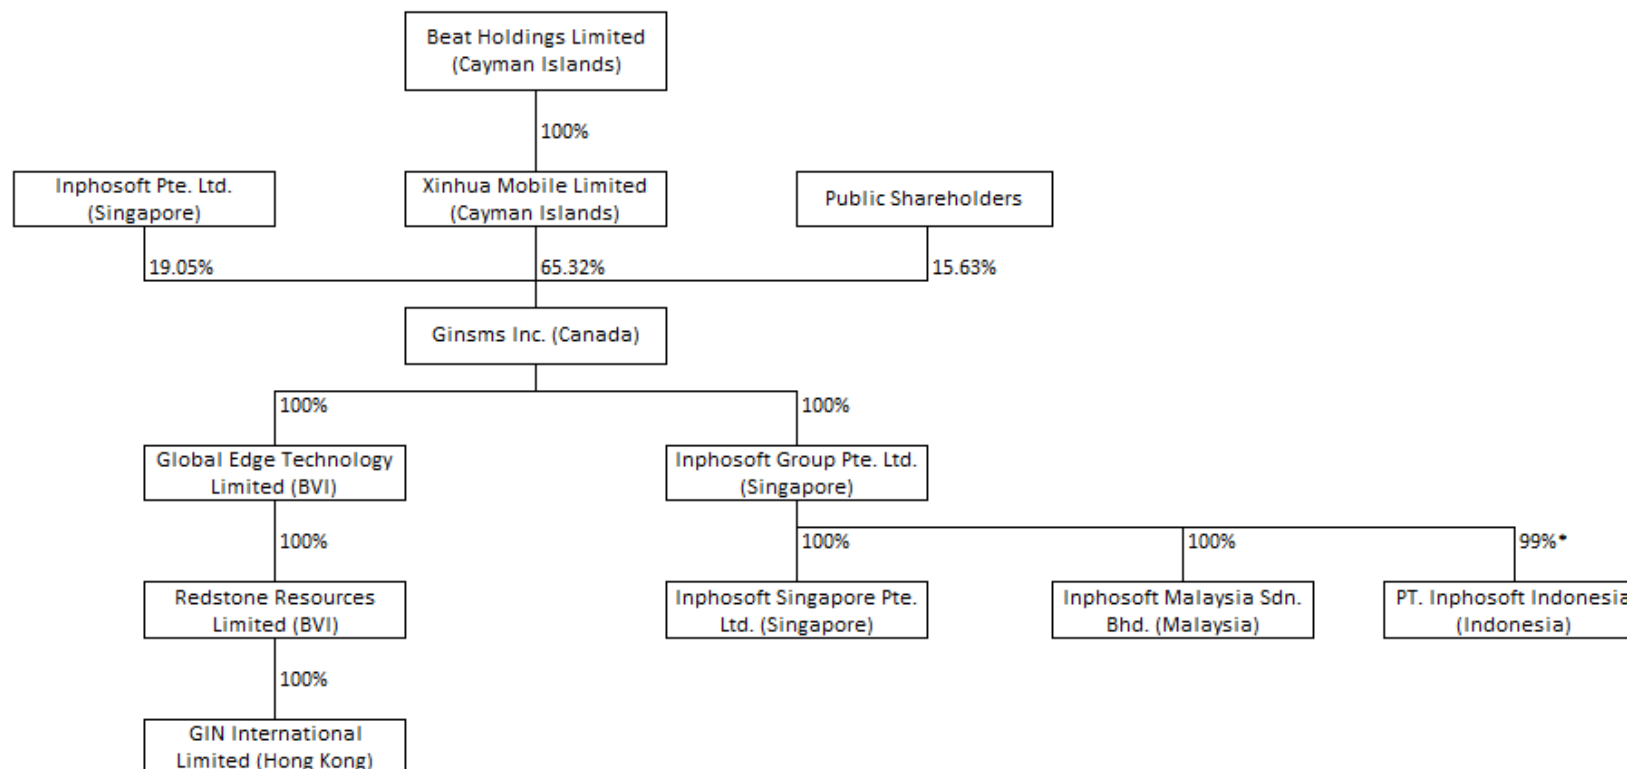 Beat Holdings Limited
(Cayman Islands)
100%
Inphosoft Pte. Ltd.
(Singapore)
Xinhua Mobile Limited
(Cayman Islands)
Public Shareholders
19.05%
65.32%
15.63%
Ginsms Inc. (Canada)
100%
100%
Global Edge Technology
Limited (BVI)
Inphosoft Group Pte. Ltd.
(Singapore)
100%
100%
100%
99%*
Redstone Resources
Limited (BVI)
Inphosoft Singapore Pte.
Ltd. (Singapore)
Inphosoft Malaysia Sdn.
Bhd. (Malaysia)
PT. Inphosoft Indonesia
(Indonesia)
100%
GIN International
Limited (Hong Kong)